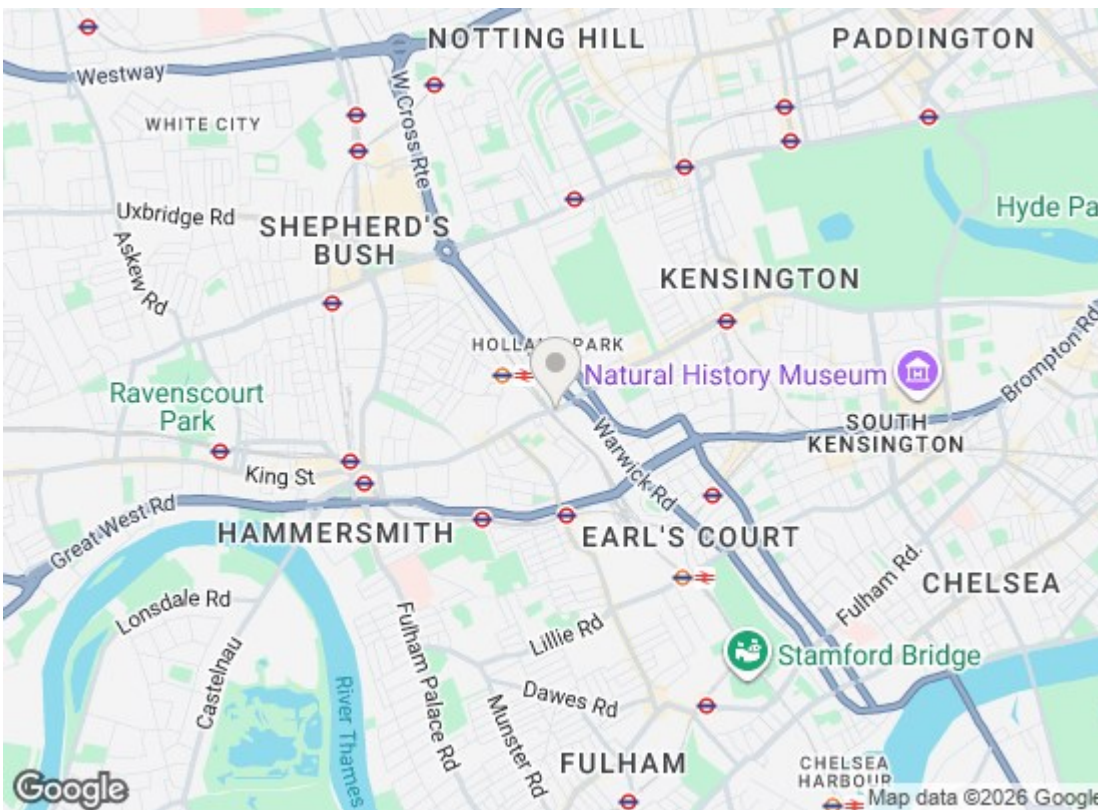 NOTTING HILL
PADDINGTON
Westway
W Cross Rte
WHITE CITY
Uxbridge Rd
Askew Rd
SHEPHERD'S
BUSH
Hyde Pa
KENSINGTON
Brompton Rd
HOLLA
PARK
Natural History Museum
Ravenscourt
Park
SOUTH
KENSINGTON
King St
Warwick Rd
Great West Rd
HAMMERSMITH
EARL'S COURT
CHELSEA
Fulham Rd.
Lonsdale Rd
Castelnau
River Thames
Fulham Palace Rd
Lillie Rd
Stamford Bridge
Dawes Rd
Munster Rd
FULHAM
CHELSEA
HARBOUR
Google
Map data ©2026 Google